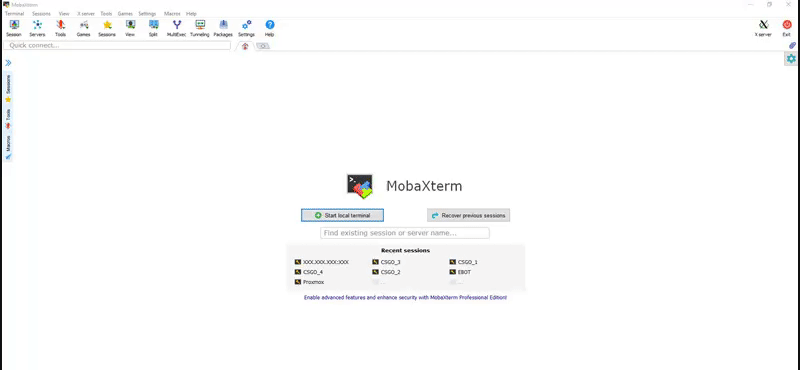 MobaXterm
Terminal Sessions View X server Tools Games Settings Macros Help
Session Servers Tools Games Sessions View Split MultiExec Tunneling Packages Settings Help X server Exit
Quick connect...
Sessions
Tools
Macros
MobaXterm
Start local terminal Recover previous sessions
Find existing session or server name...
Recent sessions
XXX.XXX.XXX.XXX CSGO_3 CSGO_1
CSGO_4 CSGO_2 EBOT
Proxmox
Enable advanced features and enhance security with MobaXterm Professional Edition!